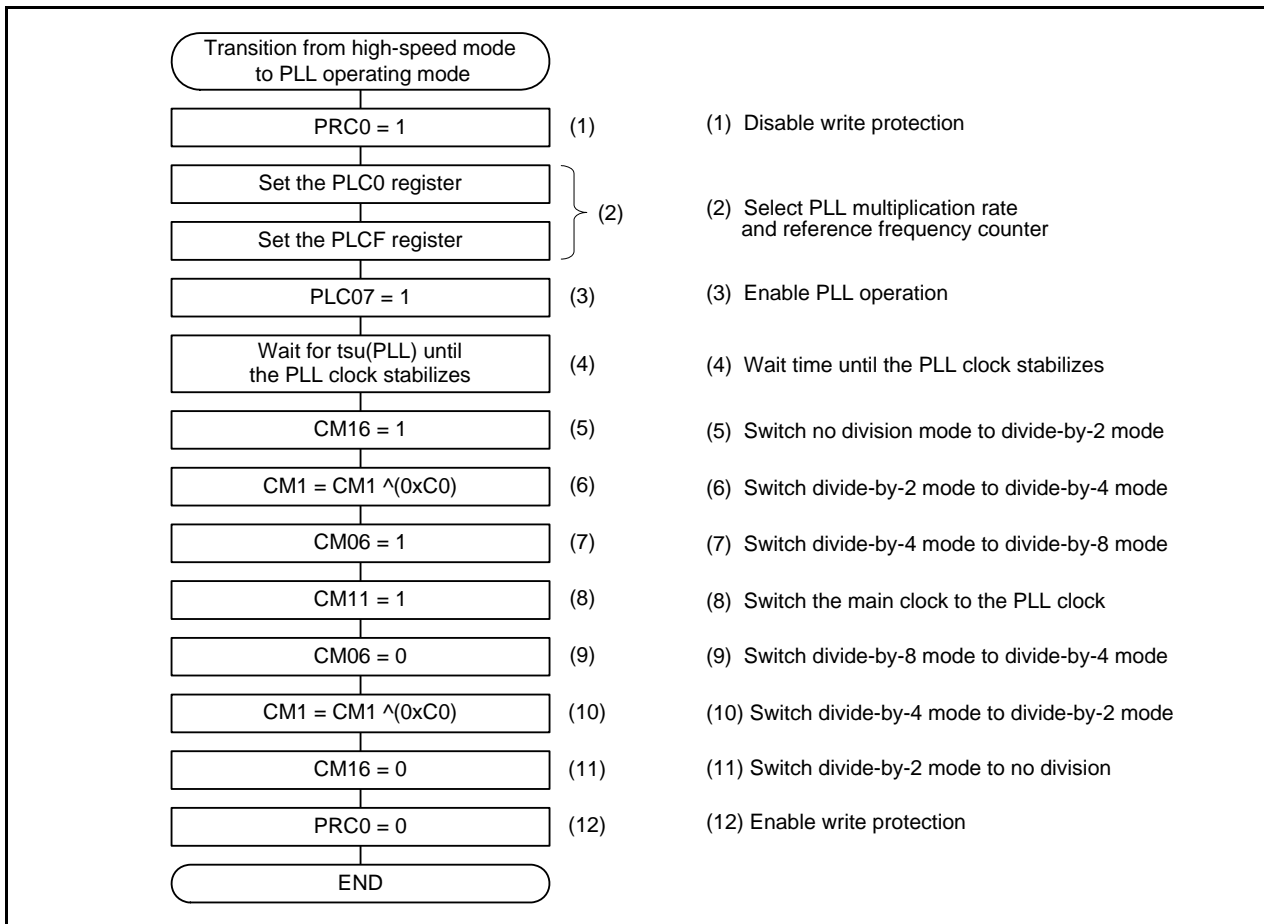 Transition from high-speed mode
to PLL operating mode
PRC0 = 1
(1)
(1) Disable write protection
Set the PLC0 register
Set the PLCF register
(2)
(2) Select PLL multiplication rate
and reference frequency counter
PLC07 = 1
(3)
(3) Enable PLL operation
Wait for tsu(PLL) until
the PLL clock stabilizes
(4)
(4) Wait time until the PLL clock stabilizes
CM16 = 1
(5)
(5) Switch no division mode to divide-by-2 mode
CM1 = CM1 ^(0xC0)
(6)
(6) Switch divide-by-2 mode to divide-by-4 mode
CM06 = 1
(7)
(7) Switch divide-by-4 mode to divide-by-8 mode
CM11 = 1
(8)
(8) Switch the main clock to the PLL clock
CM06 = 0
(9)
(9) Switch divide-by-8 mode to divide-by-4 mode
CM1 = CM1 ^(0xC0)
(10)
(10) Switch divide-by-4 mode to divide-by-2 mode
CM16 = 0
(11)
(11) Switch divide-by-2 mode to no division
PRC0 = 0
(12)
(12) Enable write protection
END